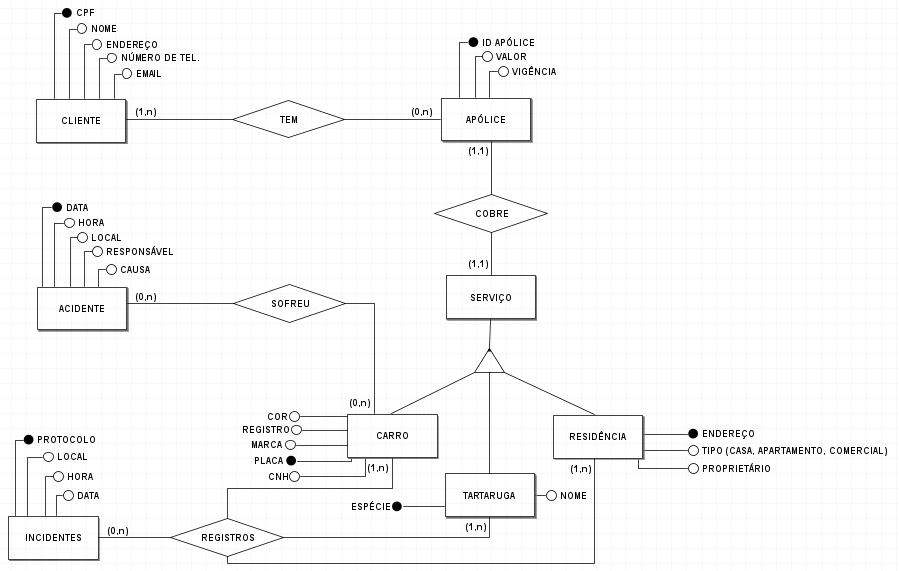 CPF
NOME
ENDEREÇO
NÚMERO DE TEL.
EMAIL
CLIENTE
(1,n)
TEM
(0,n)
ID APÓLICE
VALOR
VIGÊNCIA
APÓLICE
(1,1)
COBRE
(1,1)
SERVIÇO
DATA
HORA
LOCAL
RESPONSÁVEL
CAUSA
ACIDENTE
(0,n)
SOFREU
(0,n)
COR
REGISTRO
MARCA
PLACA
CNH
CARRO
(1,n)
RESIDÊNCIA
(1,n)
ENDEREÇO
TIPO (CASA, APARTAMENTO, COMERCIAL)
PROPRIETÁRIO
TARTARUGA
ESPÉCIE
NOME
(1,n)
PROTOCOLO
LOCAL
HORA
DATA
INCIDENTES
(0,n)
REGISTROS